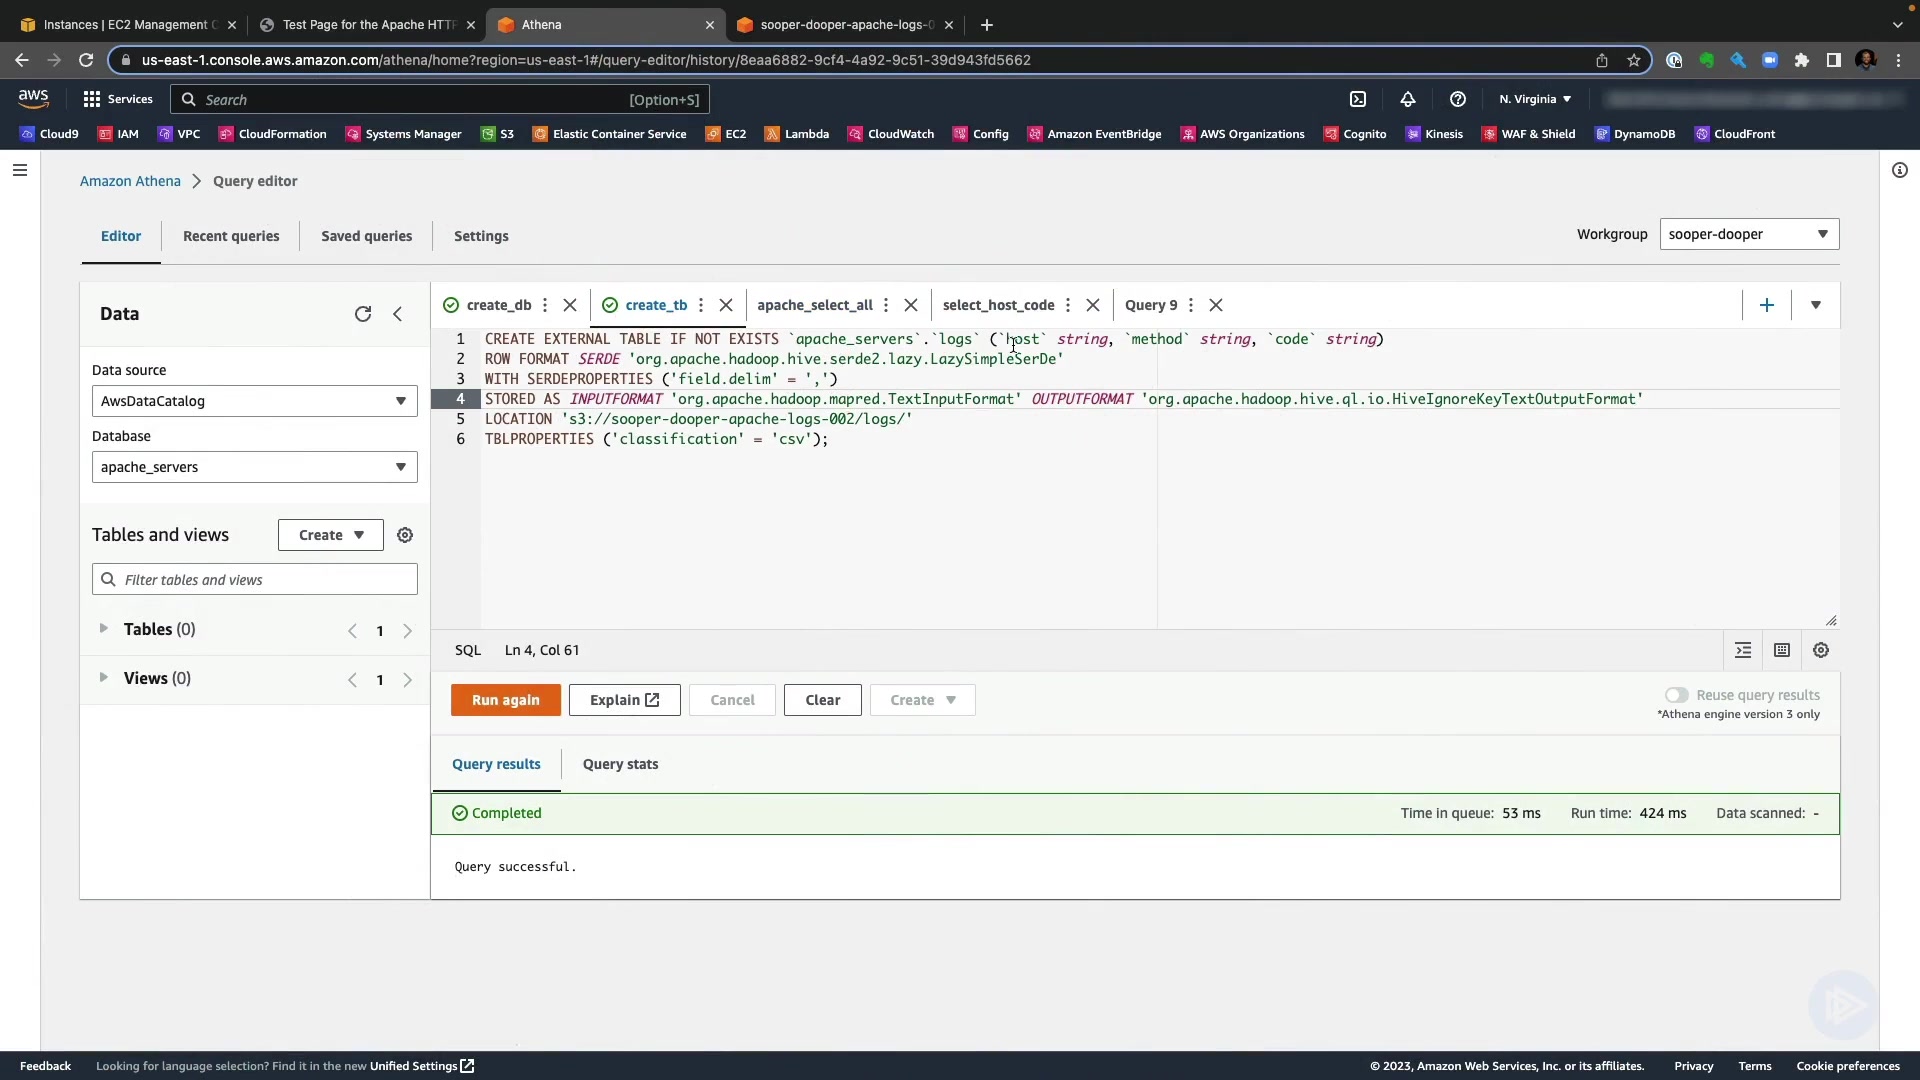 Instances | EC2 Management C
Test Page for the Apache HTTP
Athena
sooper-dooper-apache-logs-0
us-east-1.console.aws.amazon.com/athena/home?region=us-east-1#/query-editor/history/8eaa6882-9cf4-4a92-9c51-39d943fd5662
aws
Services
Search
[Option+S]
N. Virginia
Cloud9
IAM
VPC
CloudFormation
Systems Manager
S3
Elastic Container Service
EC2
Lambda
CloudWatch
Config
Amazon EventBridge
AWS Organizations
Cognito
Kinesis
WAF & Shield
DynamoDB
CloudFront
Amazon Athena > Query editor
Editor
Recent queries
Saved queries
Settings
Workgroup
sooper-dooper
Data
Data source
AwsDataCatalog
Database
apache_servers
Tables and views
Create
Filter tables and views
Tables (0)
1
Views (0)
1
create_db
create_tb
apache_select_all
select_host_code
Query 9
1 CREATE EXTERNAL TABLE IF NOT EXISTS `apache_servers`.`logs` (`host` string, `method` string, `code` string)
2 ROW FORMAT SERDE 'org.apache.hadoop.hive.serde2.lazy.LazySimpleSerDe'
3 WITH SERDEPROPERTIES ('field.delim' = ',')
4 STORED AS INPUTFORMAT 'org.apache.hadoop.mapred.TextInputFormat' OUTPUTFORMAT 'org.apache.hadoop.hive.ql.io.HiveIgnoreKeyTextOutputFormat'
5 LOCATION 's3://sooper-dooper-apache-logs-002/logs/'
6 TBLPROPERTIES ('classification' = 'csv');
SQL
Ln 4, Col 61
Run again
Explain
Cancel
Clear
Create
Reuse query results
*Athena engine version 3 only
Query results
Query stats
Completed
Time in queue: 53 ms
Run time: 424 ms
Data scanned: -
Query successful.
Feedback
Looking for language selection? Find it in the new Unified Settings
© 2023, Amazon Web Services, Inc. or its affiliates.
Privacy
Terms
Cookie preferences